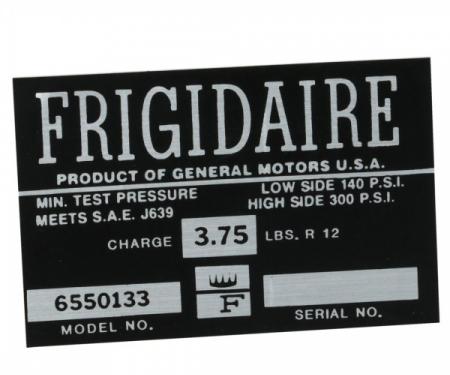 FRIGIDAIRE
PRODUCT OF GENERAL MOTORS U.S.A.
MIN. TEST PRESSURE LOW SIDE 140 P.S.I.
MEETS S.A.E. J639 HIGH SIDE 300 P.S.I.
CHARGE 3.75 LBS. R 12
F
6550133
MODEL NO. SERIAL NO.